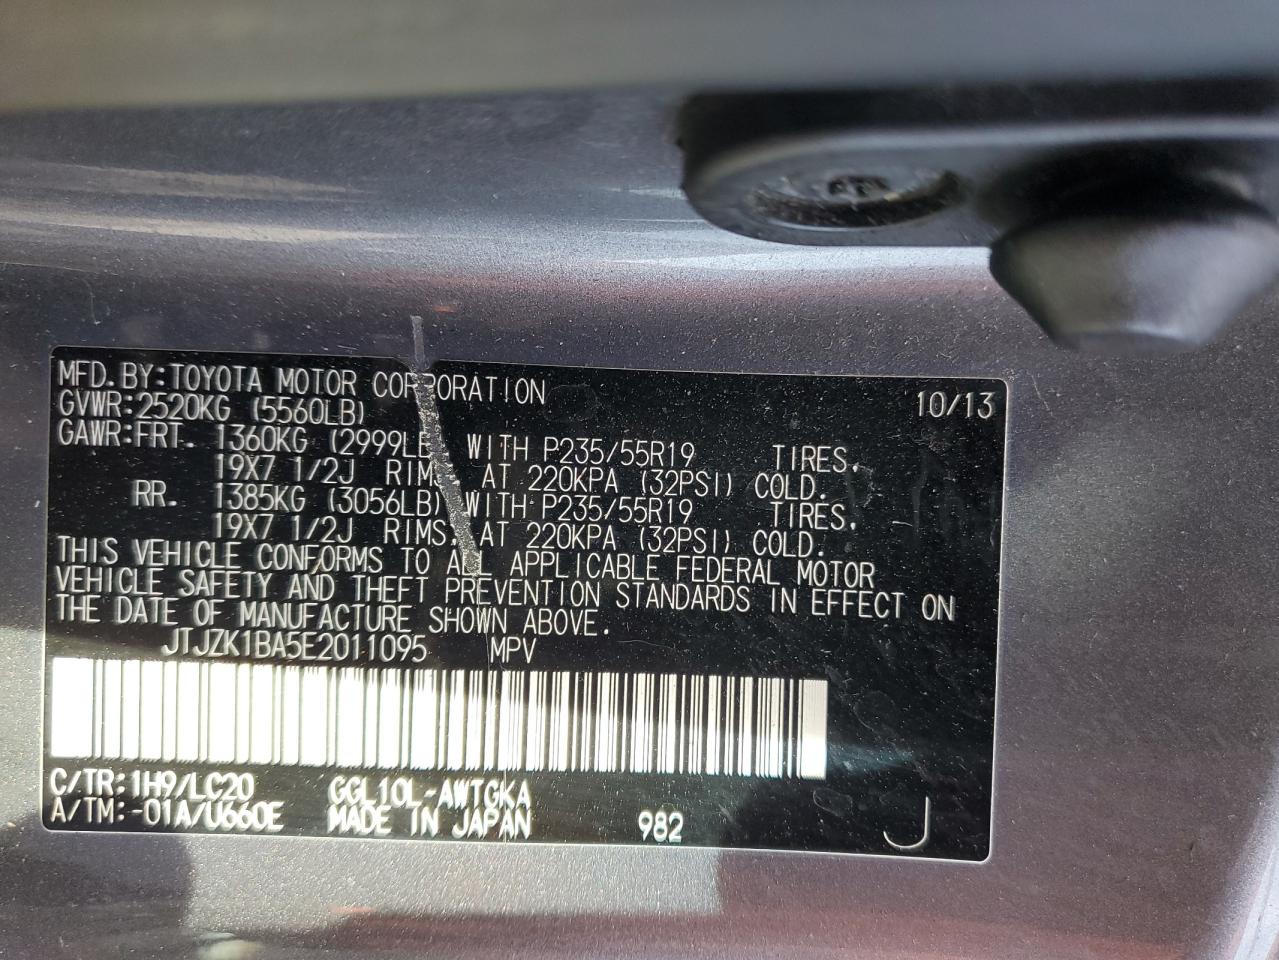 MFD.BY:TOYOTA MOTOR CORPORATION 10/13
GVWR:2520KG (5560LB)
GAWR:FRT. 1360KG (2999LB) WITH P235/55R19 TIRES.
19X7 1/2J RIMS, AT 220KPA (32PSI) COLD.
RR. 1385KG (3056LB) WITH P235/55R19 TIRES.
19X7 1/2J RIMS, AT 220KPA (32PSI) COLD.
THIS VEHICLE CONFORMS TO ALL APPLICABLE FEDERAL MOTOR
VEHICLE SAFETY AND THEFT PREVENTION STANDARDS IN EFFECT ON
THE DATE OF MANUFACTURE SHOWN ABOVE.
JTJZK1BA5E2011095 MPV
C/TR:1H9/LC20 GGL10L-AWTGKA
A/TM:-01A/U660E MADE IN JAPAN 982 J